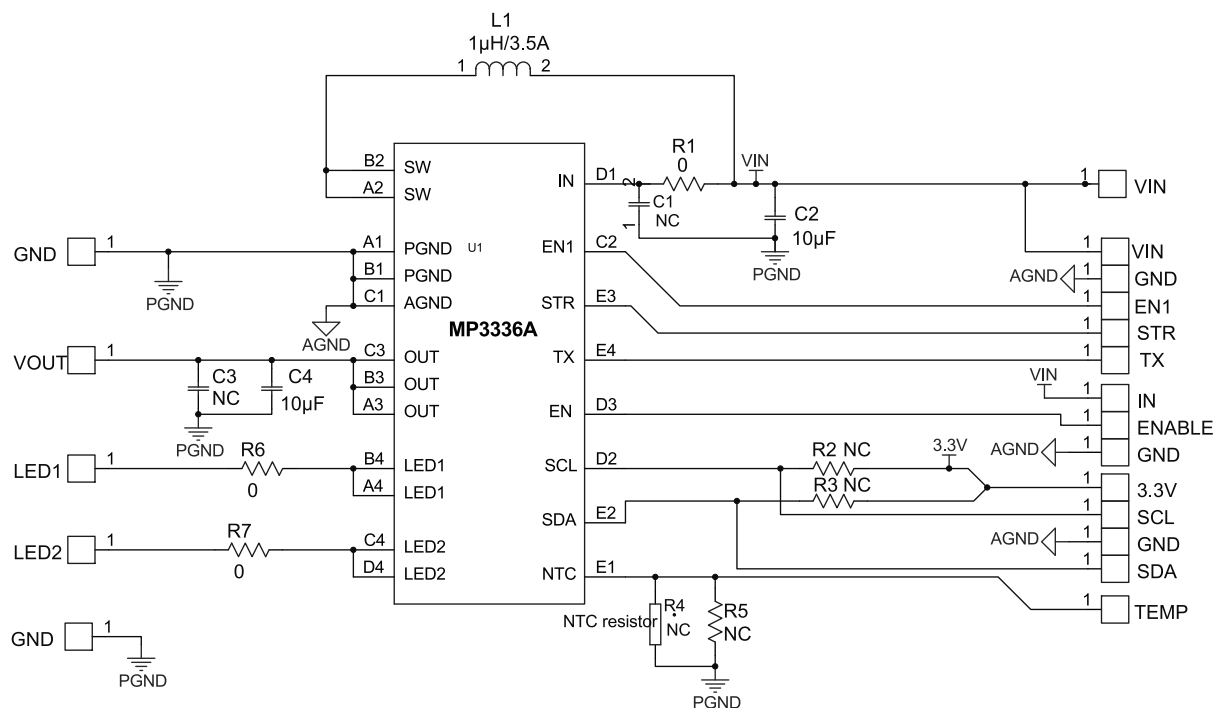 L1
1µH/3.5A
1 2
B2 SW
A2 SW
GND 1
A1 PGND U1
B1 PGND
C1 AGND
PGND
AGND
MP3336A
VOUT 1
C3 OUT
B3 OUT
A3 OUT
C3
NC
C4
10µF
PGND
LED1 1
R6
0
B4 LED1
A4 LED1
LED2 1
R7
0
C4 LED2
D4 LED2
GND 1
PGND
IN D1
R1
0
VIN
2
C1
NC
1
C2
10µF
PGND
1 VIN
EN1 C2
STR E3
TX E4
EN D3
SCL D2
SDA E2
NTC E1
1 VIN
AGND 1 GND
1 EN1
1 STR
1 TX
VIN
1 IN
1 ENABLE
AGND 1 GND
R2 NC
3.3V
R3 NC
1 3.3V
1 SCL
AGND 1 GND
1 SDA
1 TEMP
NTC resistor
R4
NC
R5
NC
PGND